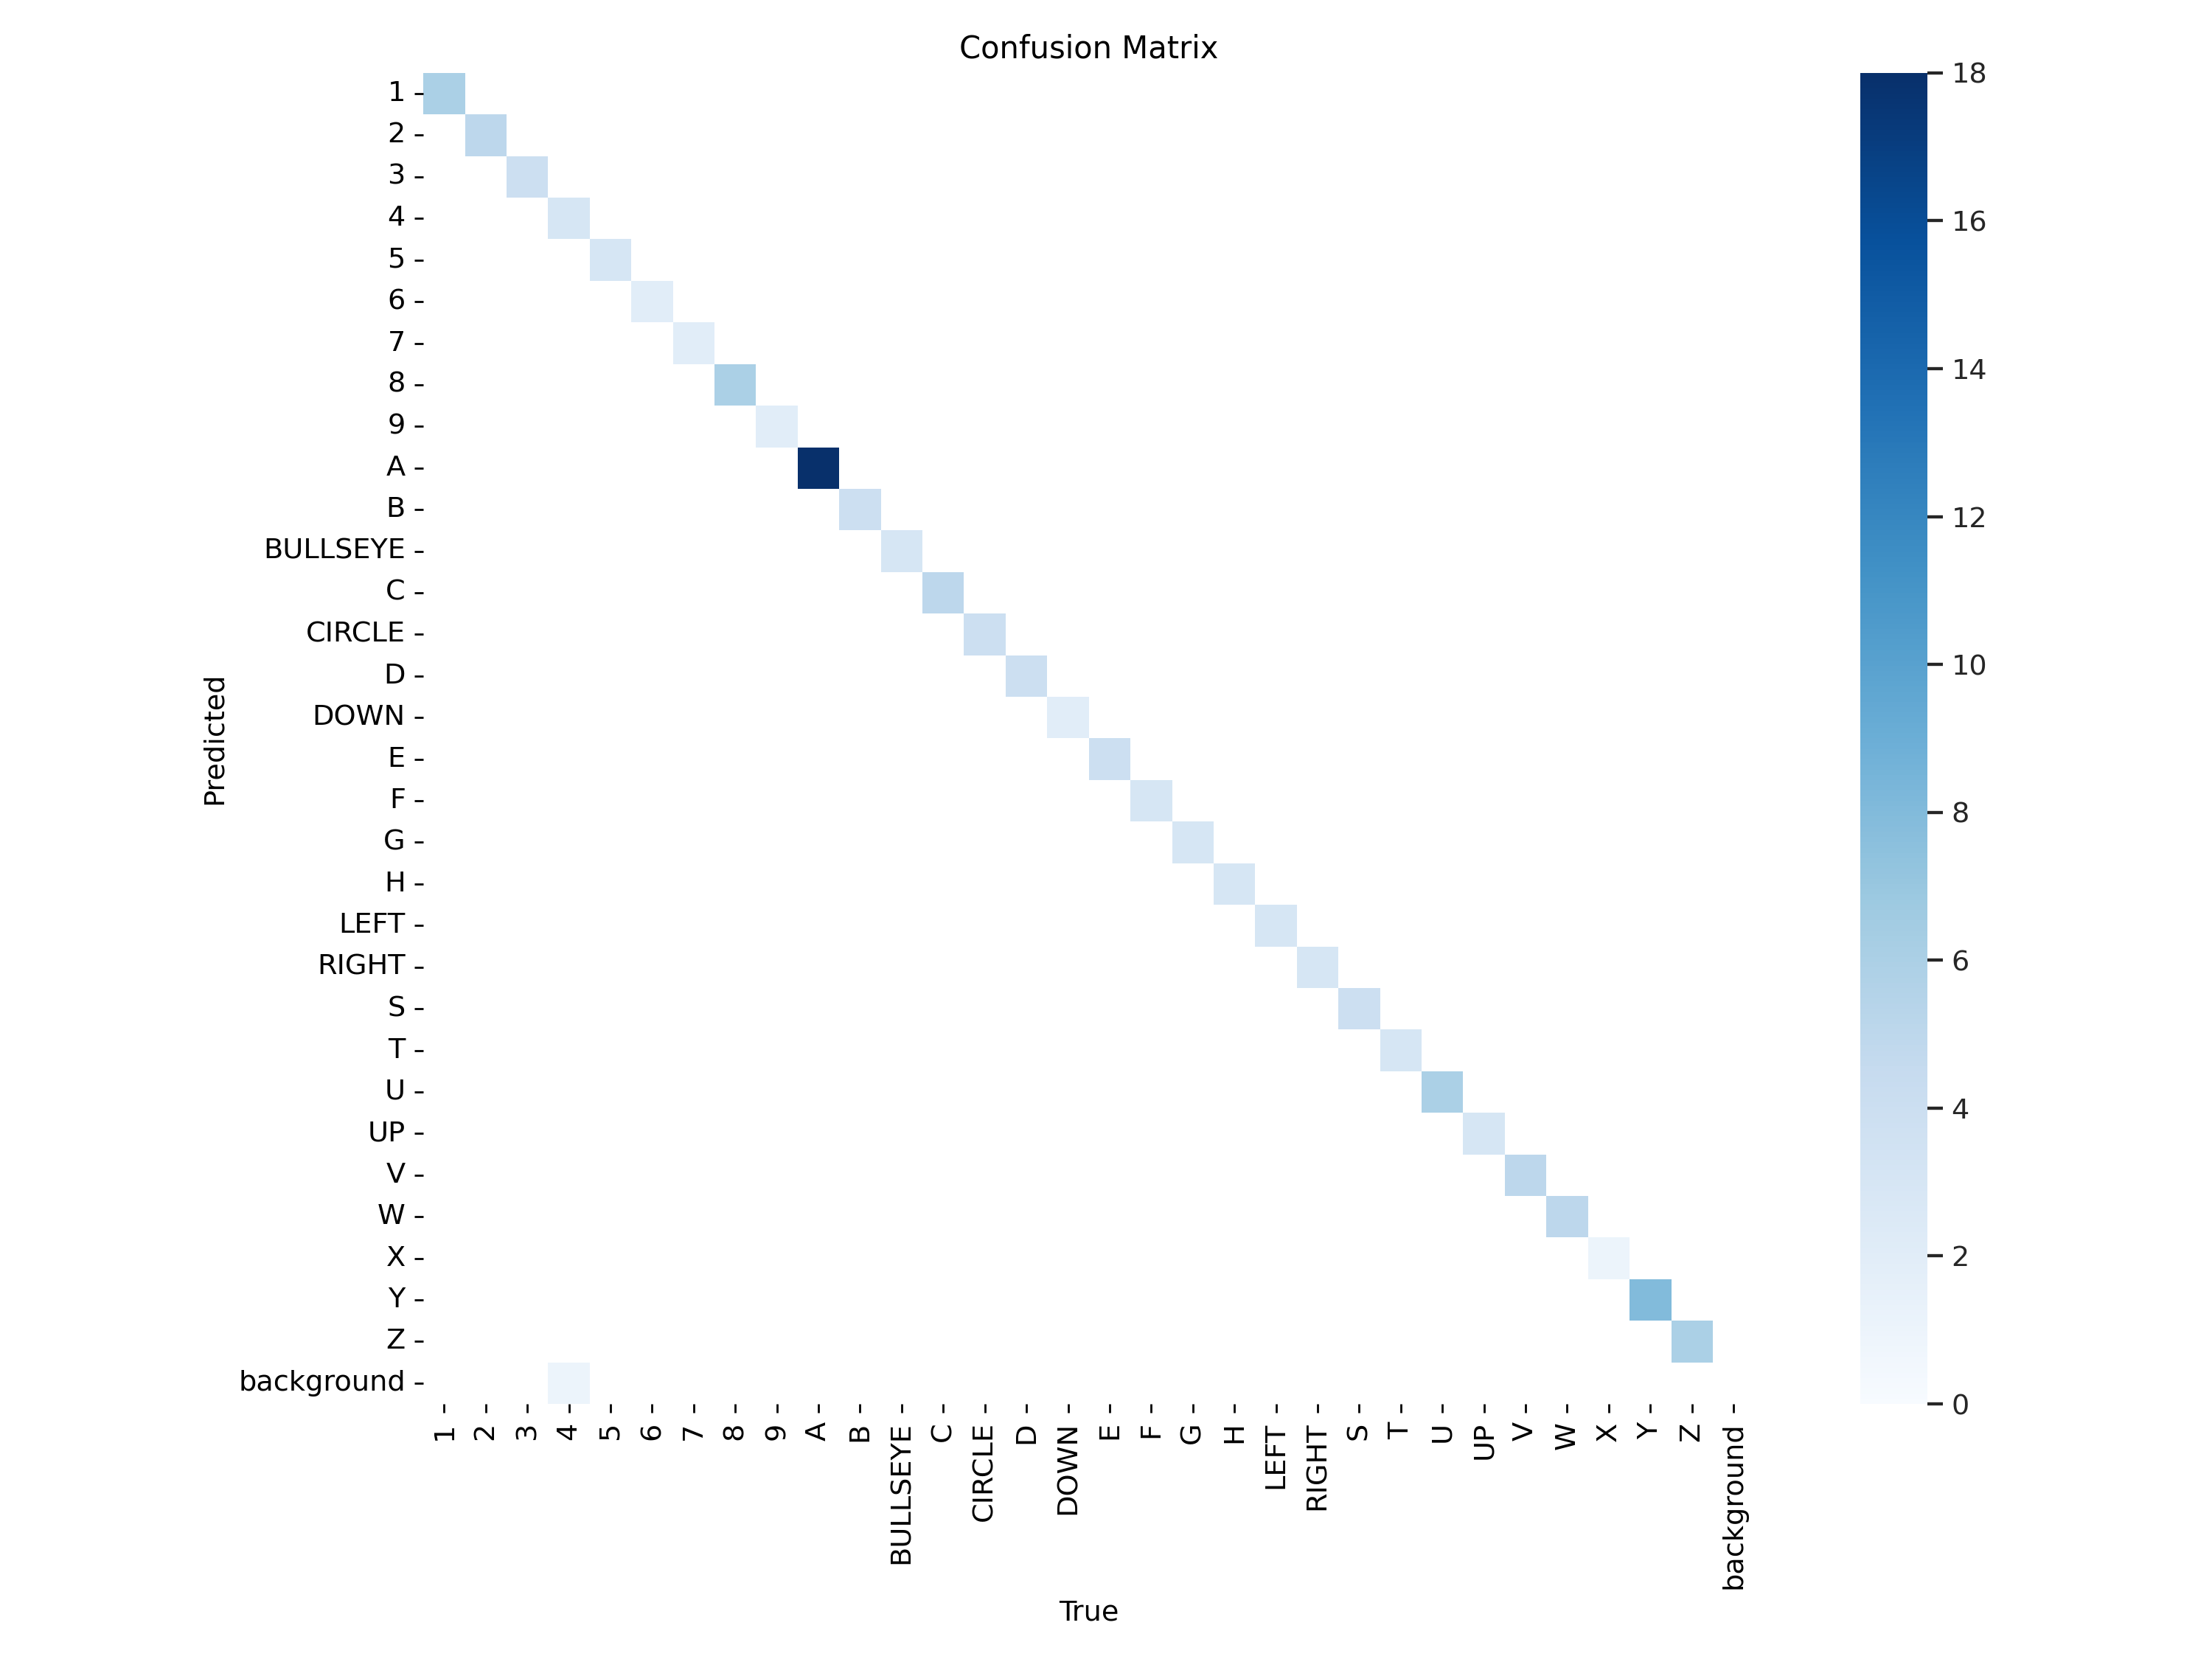 Confusion Matrix
1
2
3
4
5
6
7
8
9
A
B
BULLSEYE
C
CIRCLE
D
DOWN
E
F
G
H
LEFT
RIGHT
S
T
U
UP
V
W
X
Y
Z
background
Predicted
1 2 3 4 5 6 7 8 9 A B BULLSEYE C CIRCLE D DOWN E F G H LEFT RIGHT S T U UP V W X Y Z background
True
18
16
14
12
10
8
6
4
2
0